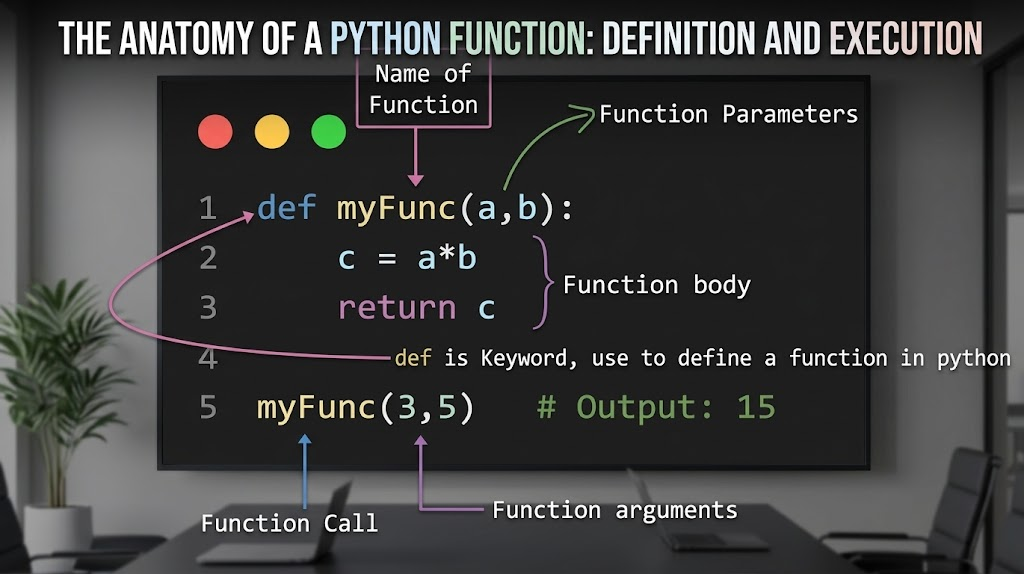 THE ANATOMY OF A PYTHON FUNCTION: DEFINITION AND EXECUTION
Name of
Function
Function Parameters
1 def myFunc(a,b):
2 c = a*b
3 return c
Function body
4
def is Keyword, use to define a function in python
5 myFunc(3,5) # Output: 15
Function Call
Function arguments